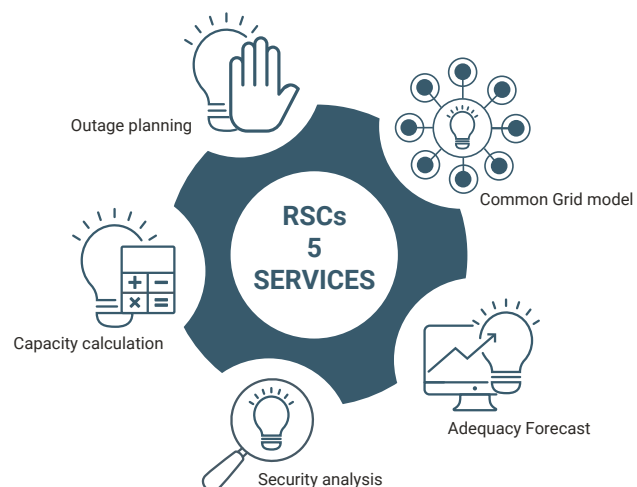 Outage planning
Common Grid model
RSCs
5
SERVICES
Capacity calculation
Adequacy Forecast
Security analysis